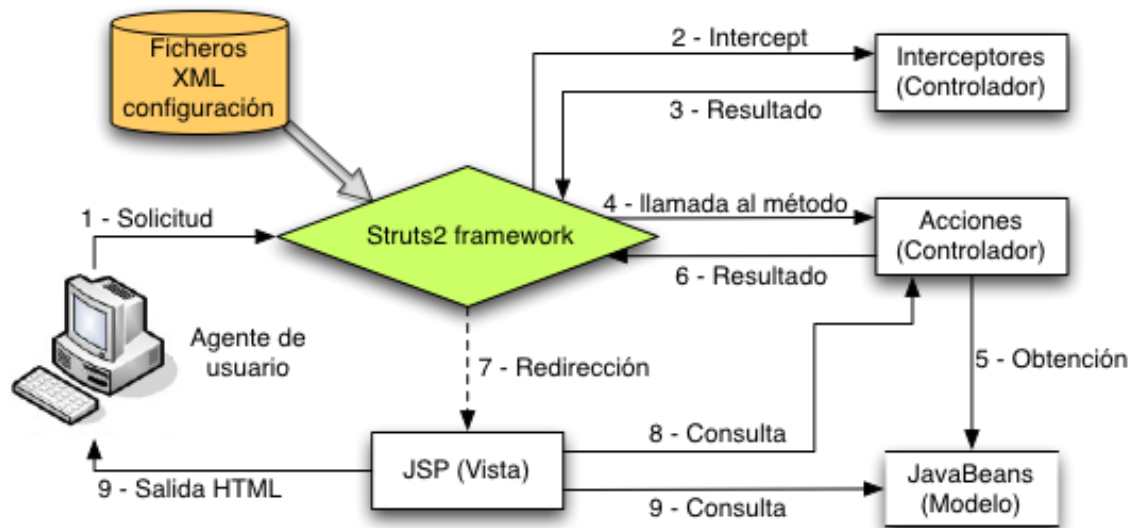 Ficheros
XML
configuración
2 - Intercept
Interceptores
(Controlador)
3 - Resultado
1 - Solicitud
Struts2 framework
4 - llamada al método
Acciones
(Controlador)
6 - Resultado
Agente de
usuario
7 - Redirección
5 - Obtención
8 - Consulta
JSP (Vista)
JavaBeans
(Modelo)
9 - Salida HTML
9 - Consulta